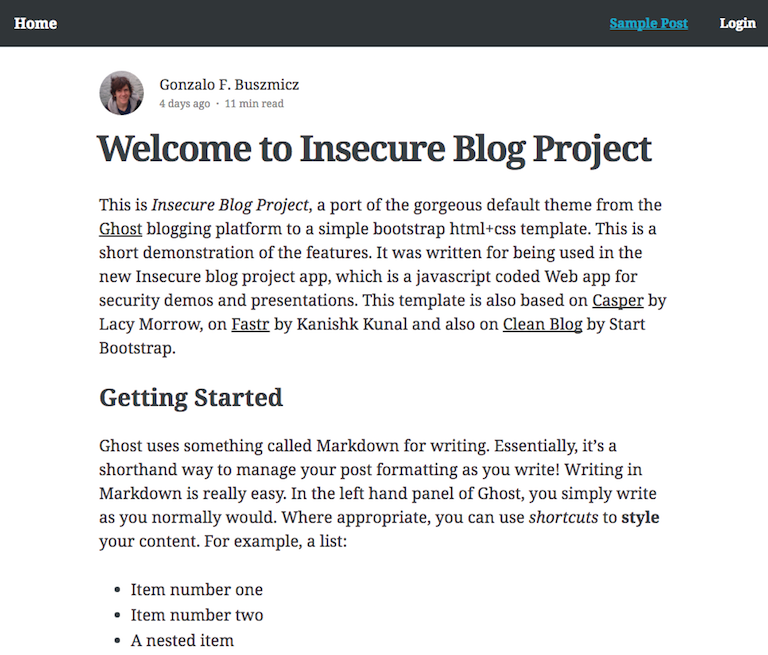 Home
Sample Post
Login
Gonzalo F. Buszmicz
4 days ago · 11 min read
Welcome to Insecure Blog Project
This is Insecure Blog Project, a port of the gorgeous default theme from the
Ghost blogging platform to a simple bootstrap html+css template. This is a
short demonstration of the features. It was written for being used in the
new Insecure blog project app, which is a javascript coded Web app for
security demos and presentations. This template is also based on Casper by
Lacy Morrow, on Fastr by Kanishk Kunal and also on Clean Blog by Start
Bootstrap.
Getting Started
Ghost uses something called Markdown for writing. Essentially, it’s a
shorthand way to manage your post formatting as you write! Writing in
Markdown is really easy. In the left hand panel of Ghost, you simply write
as you normally would. Where appropriate, you can use shortcuts to style
your content. For example, a list:
• Item number one
• Item number two
• A nested item